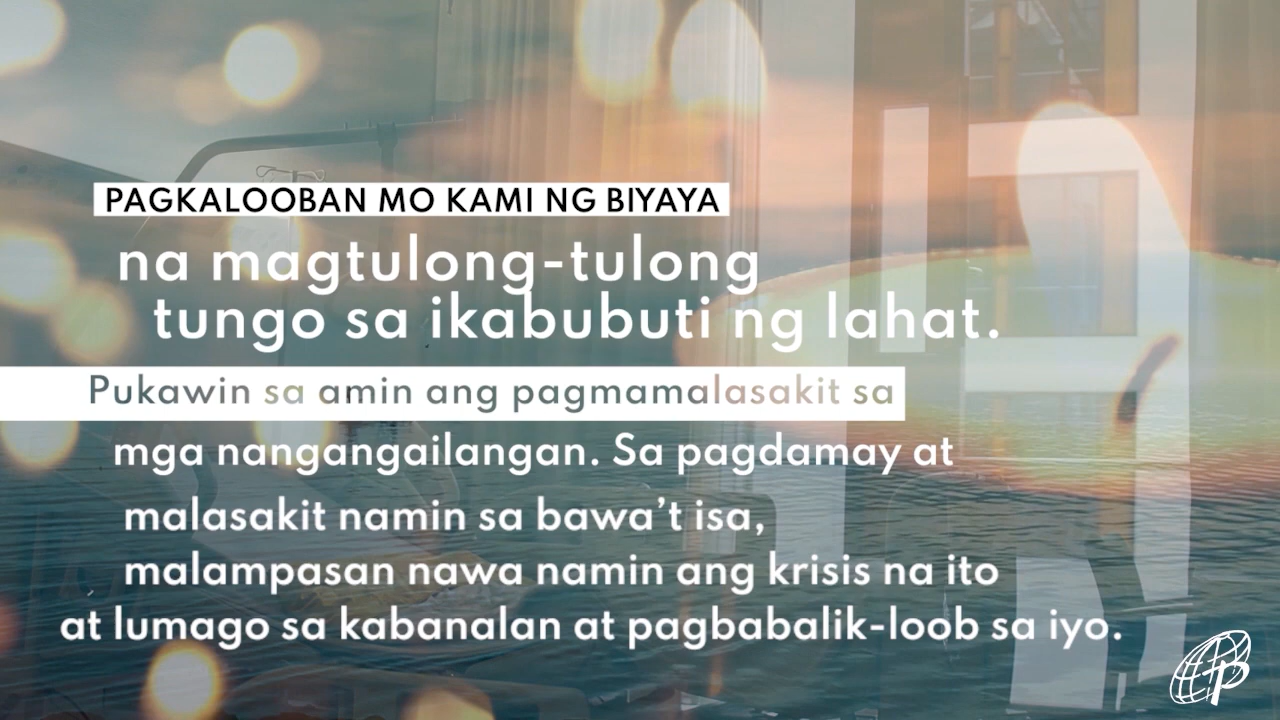 PAGKALOOBAN MO KAMI NG BIYAYA
na magtulong-tulong
tungo sa ikabubuti ng lahat.
Pukawin sa amin ang pagmamalasakit sa
mga nangangailangan. Sa pagdamay at
malasakit namin sa bawa't isa,
malampasan nawa namin ang krisis na ito
at lumago sa kabanalan at pagbabalik-loob sa iyo.